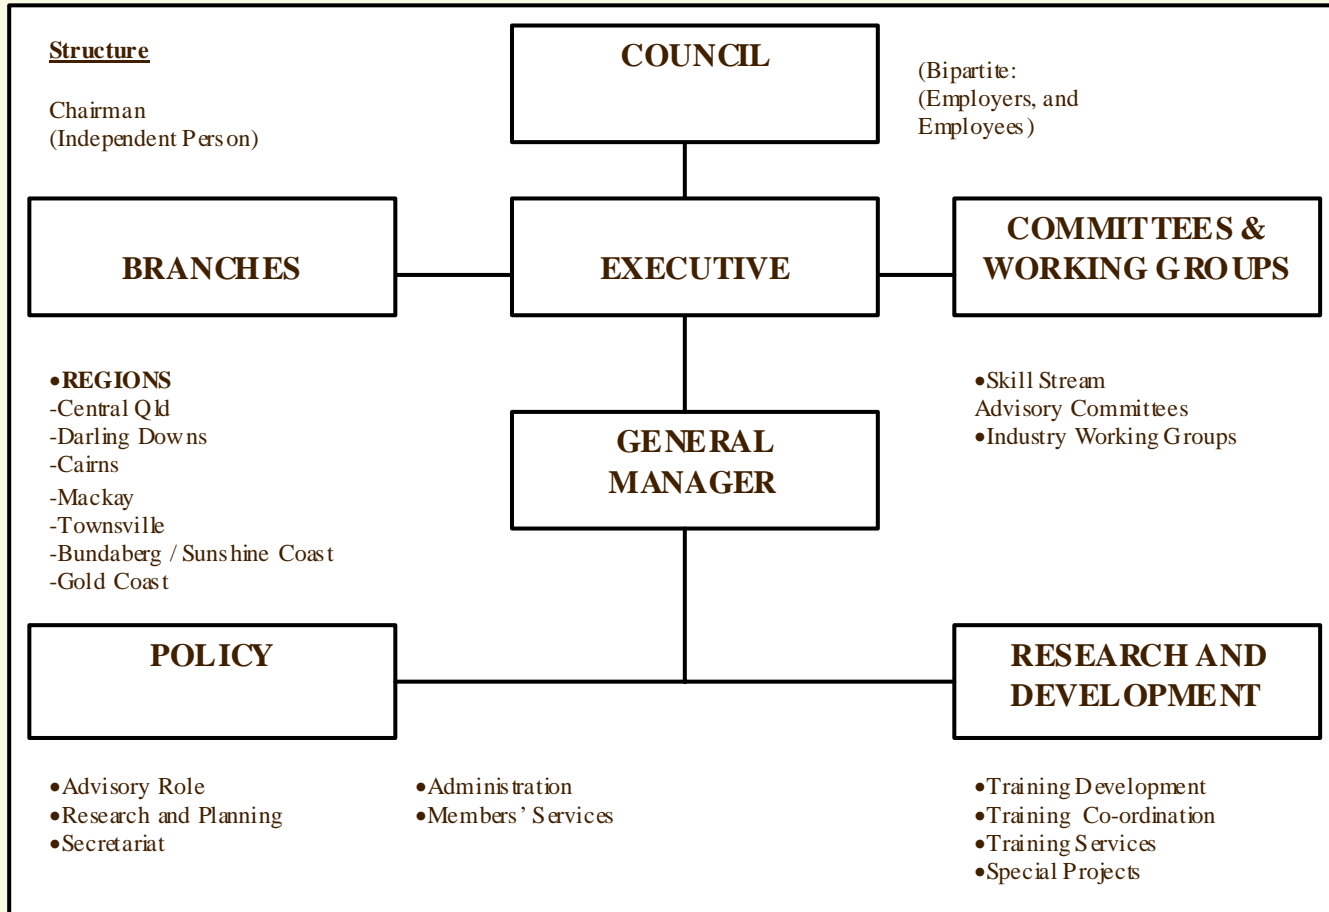 Structure
Chairman
(Independent Person)
COUNCIL
(Bipartite:
(Employers, and
Employees)
BRANCHES
EXECUTIVE
COMMITTEES &
WORKING GROUPS
•REGIONS
-Central Qld
-Darling Downs
-Cairns
-Mackay
-Townsville
-Bundaberg / Sunshine Coast
-Gold Coast
GENERAL
MANAGER
•Skill Stream
Advisory Committees
•Industry Working Groups
POLICY
RESEARCH AND
DEVELOPMENT
•Advisory Role
•Research and Planning
•Secretariat
•Administration
•Members’ Services
•Training Development
•Training Co-ordination
•Training Services
•Special Projects